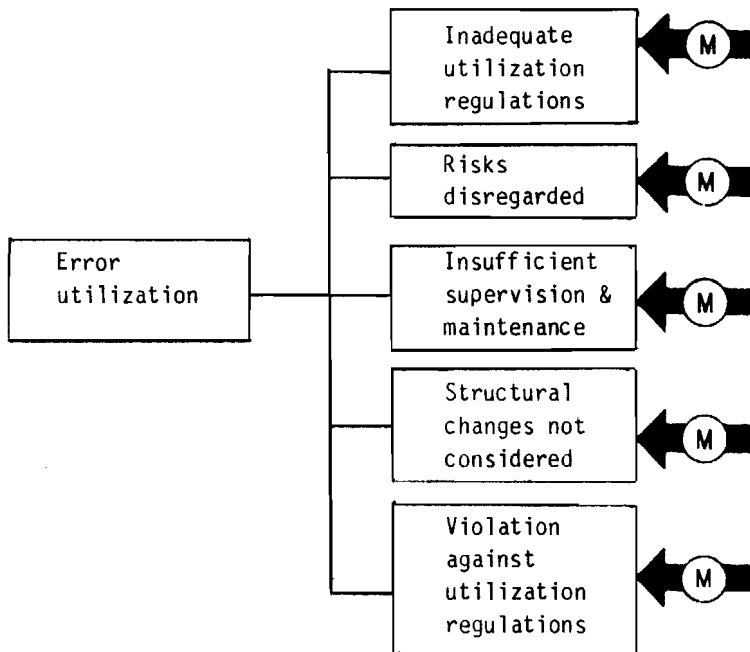 Inadequate
utilization
regulations
M
Risks
disregarded
M
Error
utilization
Insufficient
supervision &
maintenance
M
Structural
changes not
considered
M
Violation
against
utilization
regulations
M